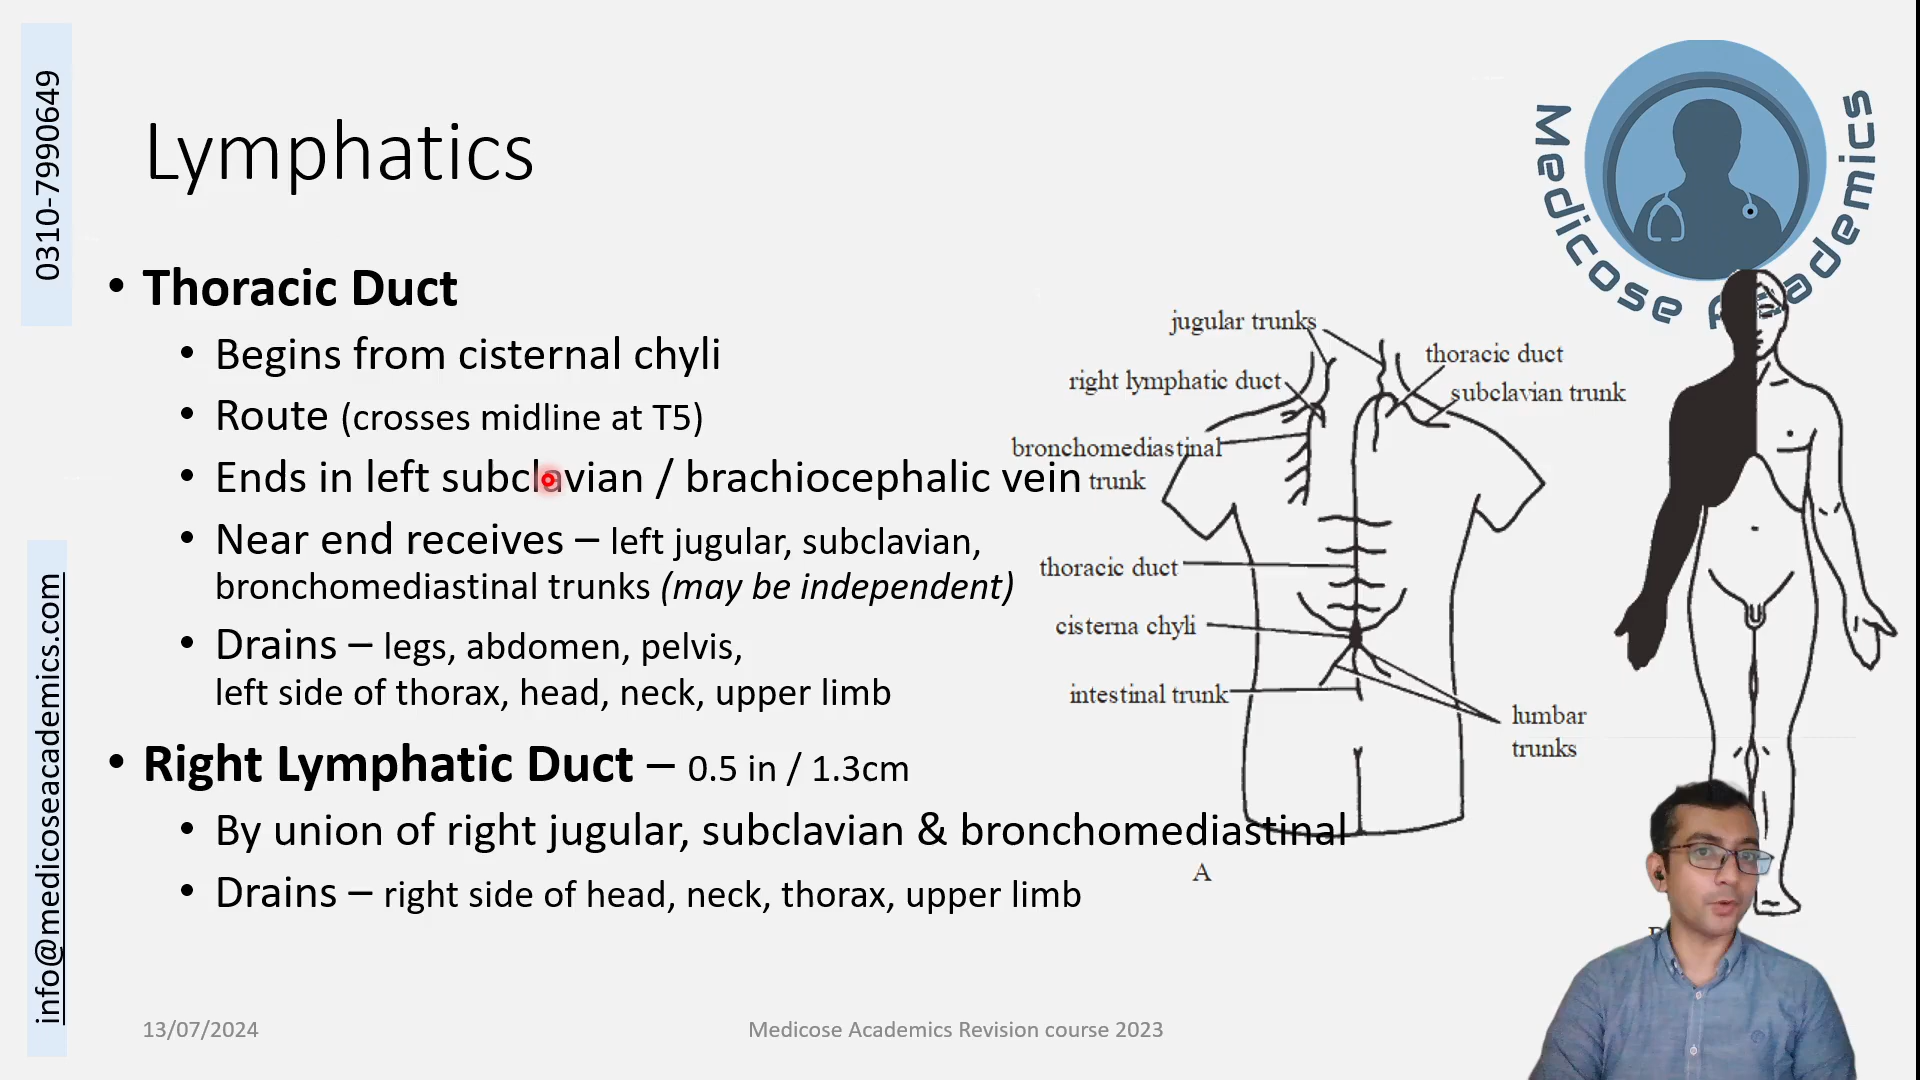 0310-7990649
info@medicoseacademics.com
Medicose Academics
Lymphatics
• Thoracic Duct
• Begins from cisternal chyli
• Route (crosses midline at T5)
• Ends in left subclavian / brachiocephalic vein
• Near end receives – left jugular, subclavian,
bronchomediastinal trunks (may be independent)
• Drains – legs, abdomen, pelvis,
left side of thorax, head, neck, upper limb
• Right Lymphatic Duct – 0.5 in / 1.3cm
• By union of right jugular, subclavian & bronchomediastinal
• Drains – right side of head, neck, thorax, upper limb
jugular trunks
thoracic duct
right lymphatic duct
subclavian trunk
bronchomediastinal
trunk
thoracic duct
cisterna chyli
intestinal trunk
lumbar
trunks
A
13/07/2024
Medicose Academics Revision course 2023